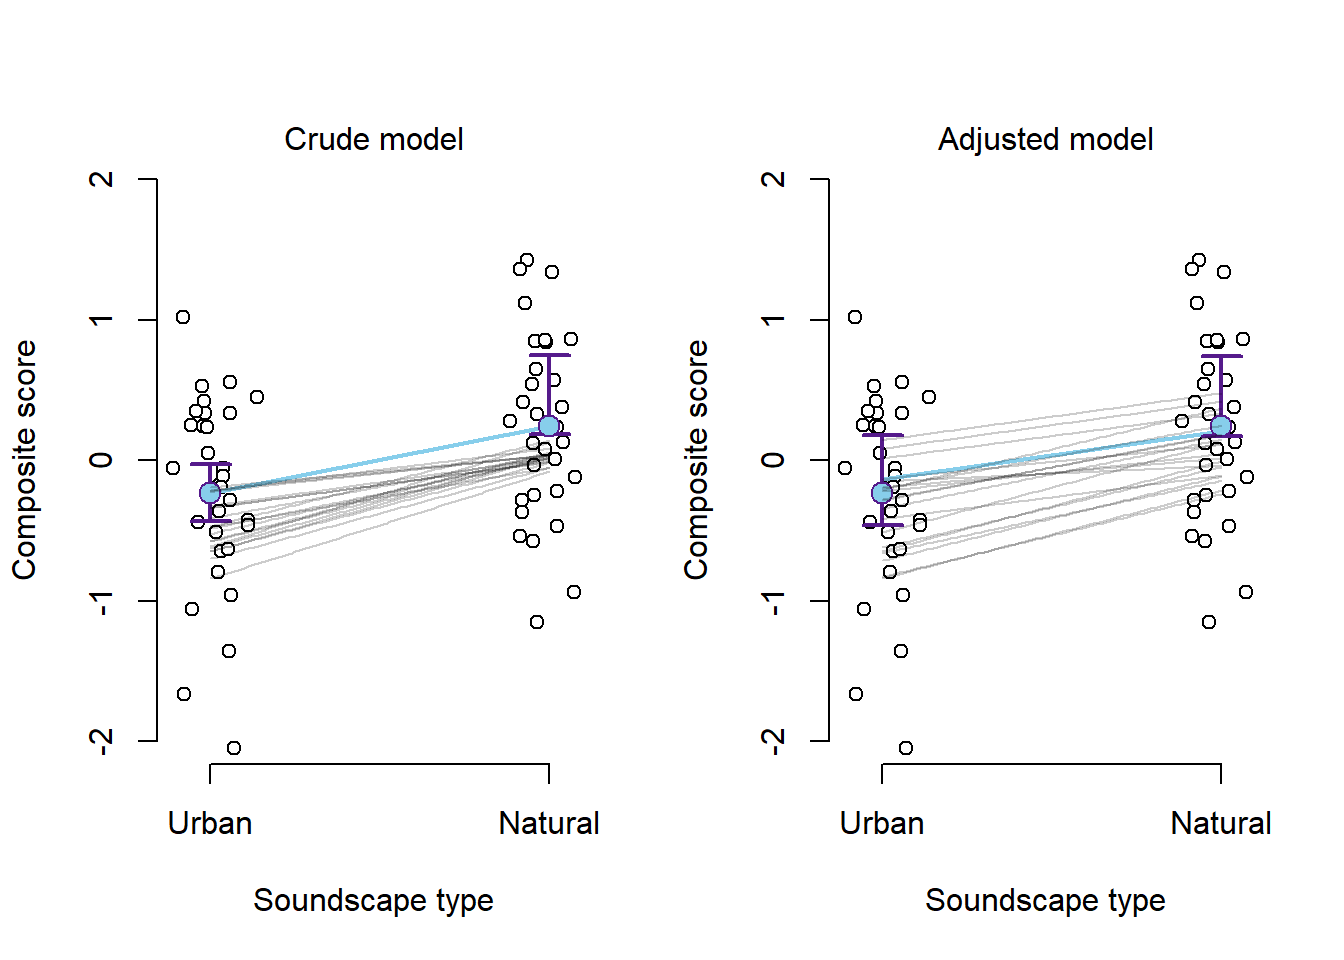 Crude model
Composite score
2
1
0
-1
-2
Urban
Natural
Soundscape type
Adjusted model
Composite score
2
1
0
-1
-2
Urban
Natural
Soundscape type